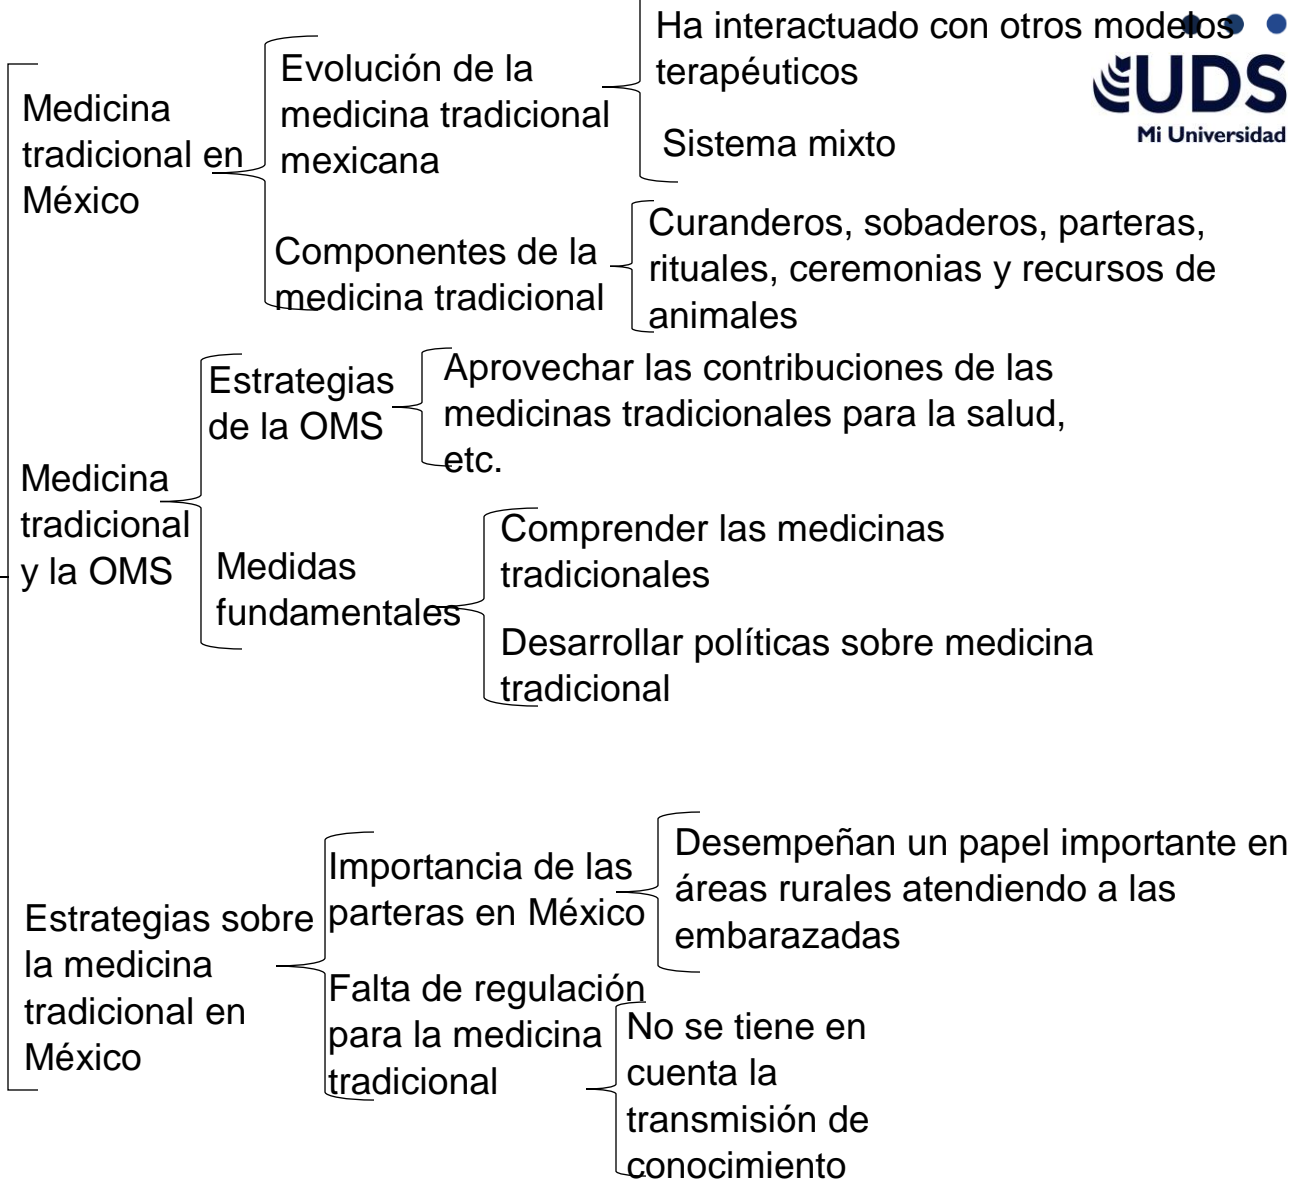 Ha interactuado con otros modelos
terapéuticos
UDS
Mi Universidad
Sistema mixto
Evolución de la
medicina tradicional
mexicana
Medicina
tradicional en
México
Componentes de la
medicina tradicional
Curanderos, sobaderos, parteras,
rituales, ceremonias y recursos de
animales
Estrategias
de la OMS
Aprovechar las contribuciones de las
medicinas tradicionales para la salud,
etc.
Medicina
tradicional
y la OMS
Medidas
fundamentales
Comprender las medicinas
tradicionales
Desarrollar políticas sobre medicina
tradicional
Estrategias sobre
la medicina
tradicional en
México
Importancia de las
parteras en México
Desempeñan un papel importante en
áreas rurales atendiendo a las
embarazadas
Falta de regulación
para la medicina
tradicional
No se tiene en
cuenta la
transmisión de
conocimiento